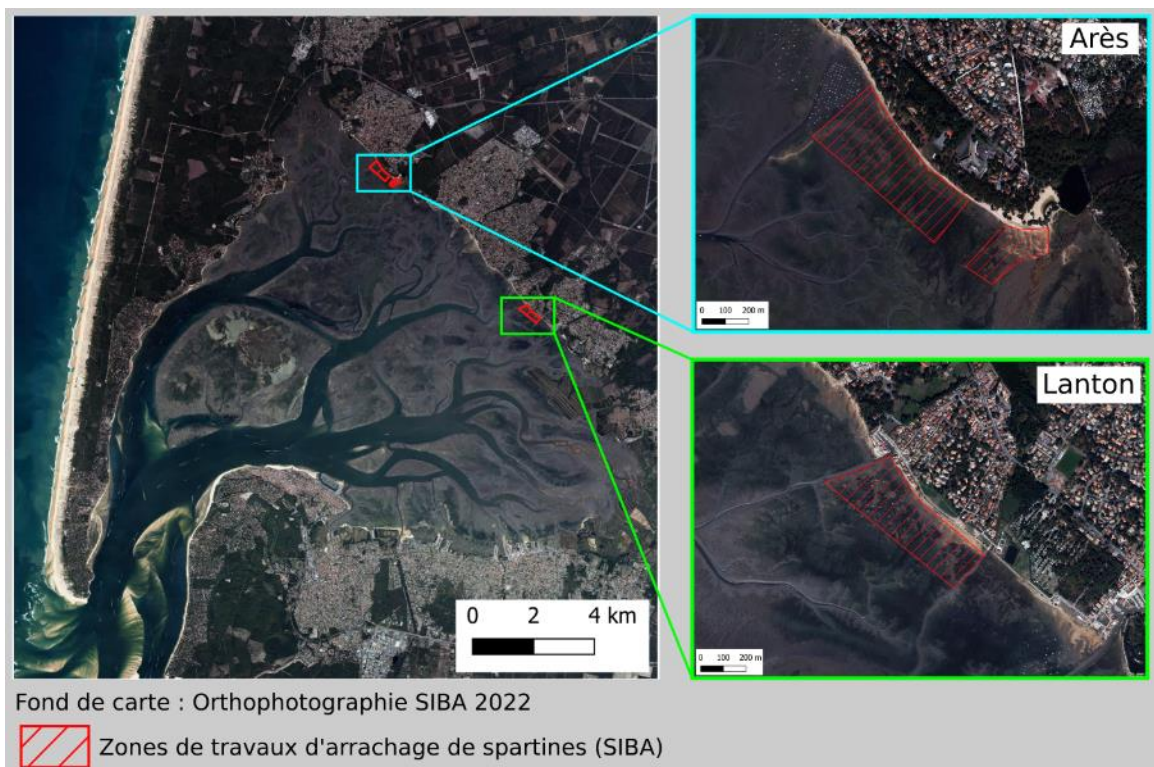 Arès
0 100 200 m
Lanton
0 100 200 m
0 2 4 km
Fond de carte : Orthophotographie SIBA 2022
Zones de travaux d'arrachage de spartines (SIBA)